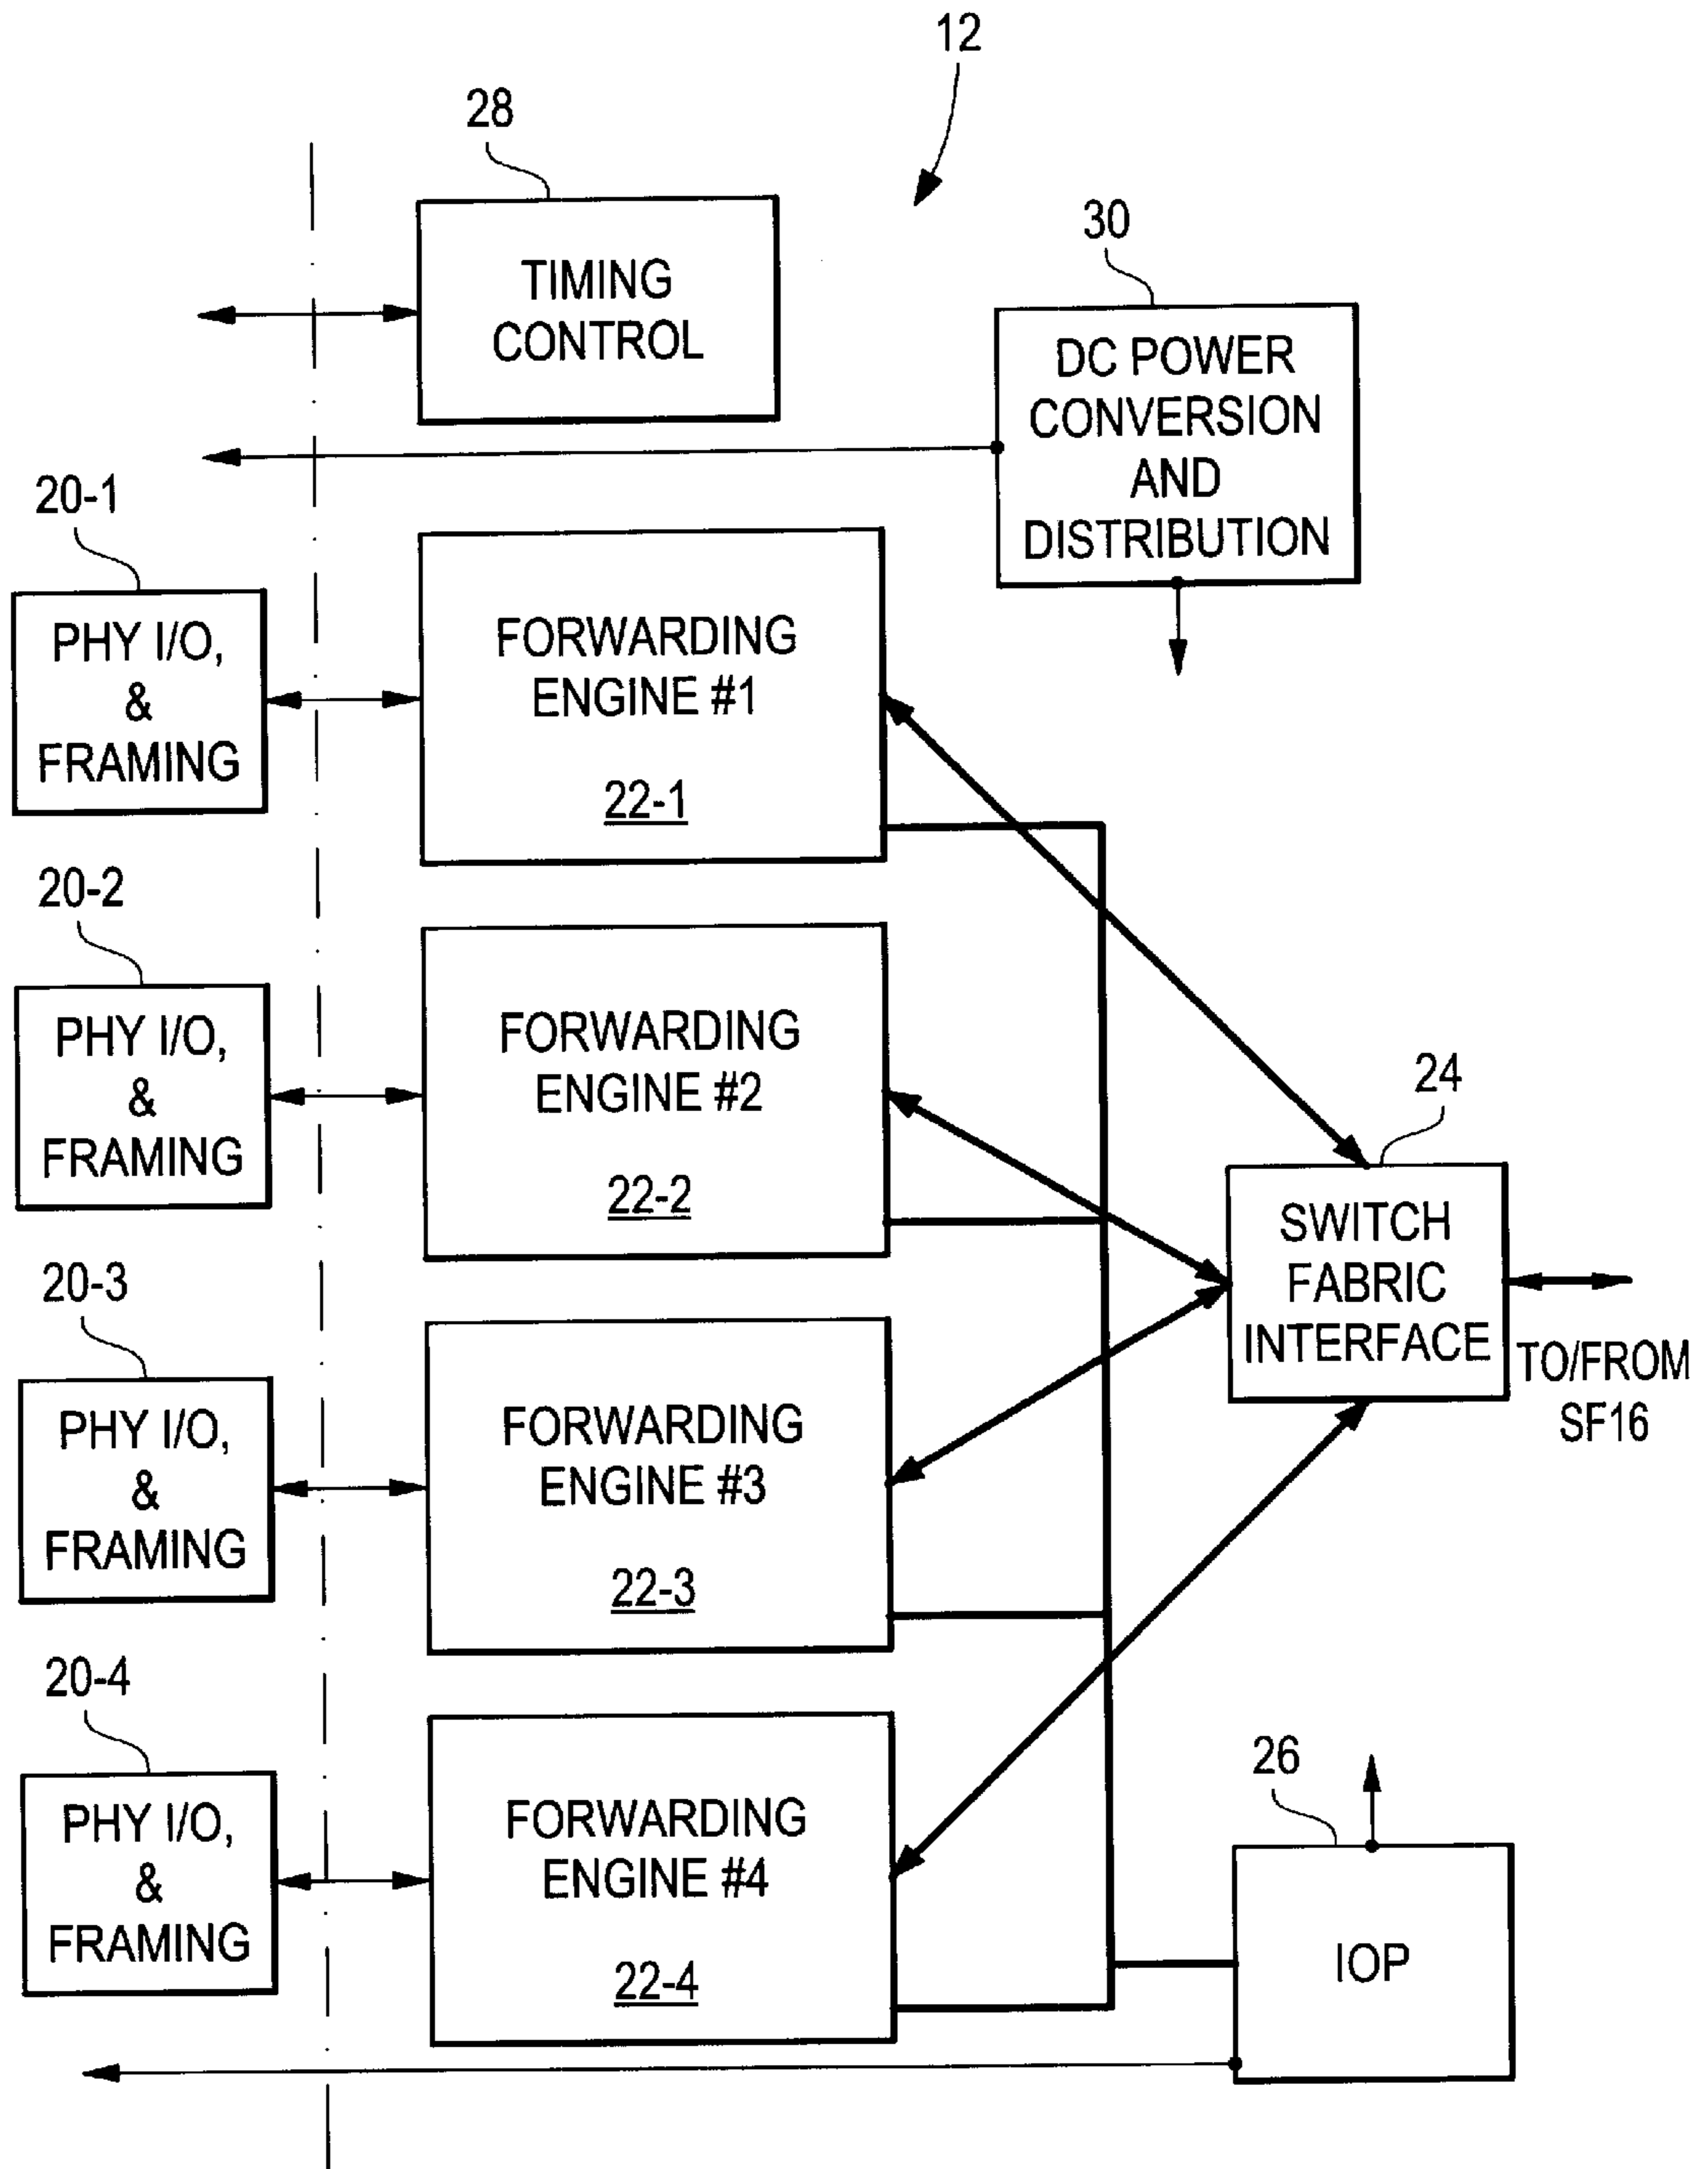 12
28
TIMING
CONTROL
30
DC POWER
CONVERSION
AND
DISTRIBUTION
20-1
PHY I/O,
&
FRAMING
FORWARDING
ENGINE #1
22-1
20-2
PHY I/O,
&
FRAMING
FORWARDING
ENGINE #2
22-2
24
SWITCH
FABRIC
INTERFACE
TO/FROM
SF16
20-3
PHY I/O,
&
FRAMING
FORWARDING
ENGINE #3
22-3
20-4
PHY I/O,
&
FRAMING
FORWARDING
ENGINE #4
22-4
26
IOP